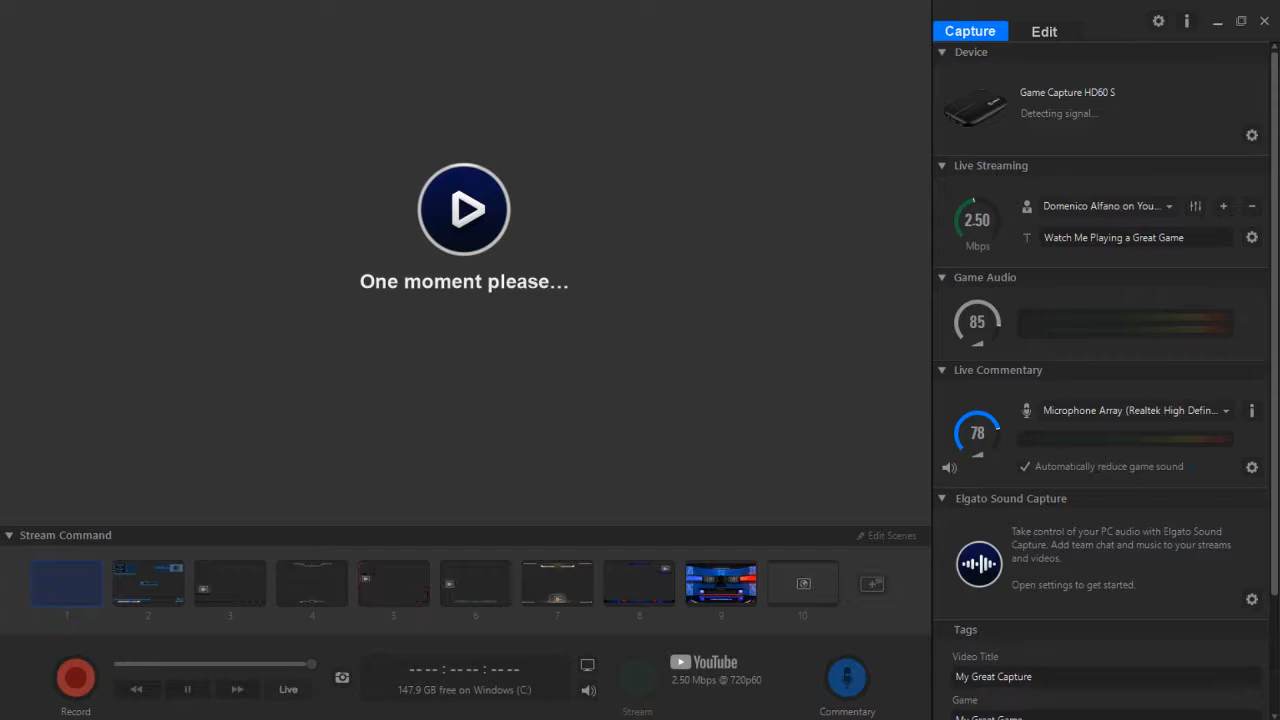 Capture
Edit
Device
Game Capture HD60 S
Detecting signal...
Live Streaming
2.50
Mbps
Domenico Alfano on You...
Watch Me Playing a Great Game
Game Audio
85
Live Commentary
Microphone Array (Realtek High Defin...
78
Automatically reduce game sound
Elgato Sound Capture
Take control of your PC audio with Elgato Sound
Capture. Add team chat and music to your streams
and videos.
Open settings to get started.
Tags
Video Title
My Great Capture
Game
My Great Game
One moment please...
Stream Command
Edit Scenes
1
2
3
4
5
6
7
8
9
10
Record
Live
147.9 GB free on Windows (C:)
Stream
YouTube
2.50 Mbps @ 720p60
Commentary